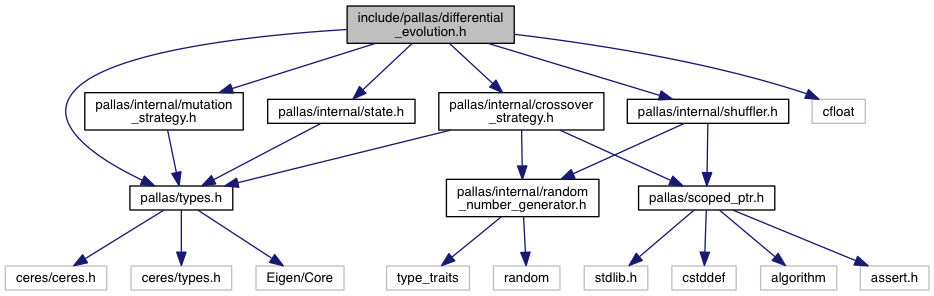 include/pallas/differential
_evolution.h
pallas/internal/mutation
_strategy.h
pallas/internal/state.h
pallas/internal/crossover
_strategy.h
pallas/internal/shuffler.h
cfloat
pallas/types.h
pallas/internal/random
_number_generator.h
pallas/scoped_ptr.h
ceres/ceres.h
ceres/types.h
Eigen/Core
type_traits
random
stdlib.h
cstddef
algorithm
assert.h